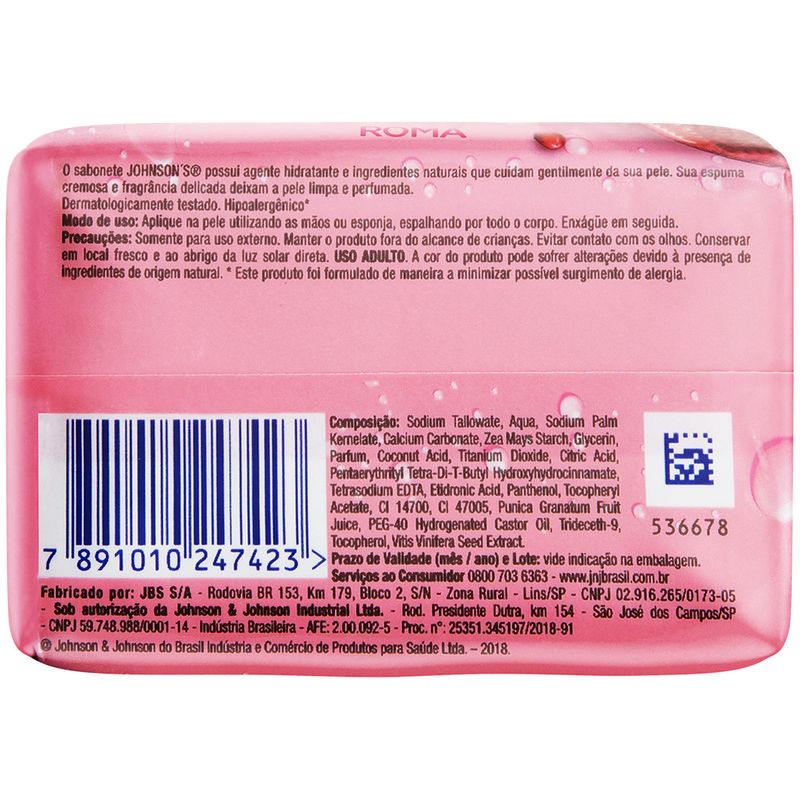 ROMA
O sabonete JOHNSON'S® possui agente hidratante e ingredientes naturais que cuidam gentilmente da sua pele. Sua espuma
cremosa e fragrância delicada deixam a pele limpa e perfumada.
Dermatologicamente testado. Hipoalergênico*
Modo de uso: Aplique na pele utilizando as mãos ou esponja, espalhando por todo o corpo. Enxágüe em seguida.
Precauções: Somente para uso externo. Manter o produto fora do alcance de crianças. Evitar contato com os olhos. Conservar
em local fresco e ao abrigo da luz solar direta. USO ADULTO. A cor do produto pode sofrer alterações devido à presença de
ingredientes de origem natural. * Este produto foi formulado de maneira a minimizar possível surgimento de alergia.
Composição: Sodium Tallowate, Aqua, Sodium Palm
Kernelate, Calcium Carbonate, Zea Mays Starch, Glycerin,
Parfum, Coconut Acid, Titanium Dioxide, Citric Acid,
Pentaerythrityl Tetra-Di-T-Butyl Hydroxyhydrocinnamate,
Tetrasodium EDTA, Etidronic Acid, Panthenol, Tocopheryl
Acetate, CI 14700, CI 47005, Punica Granatum Fruit
Juice, PEG-40 Hydrogenated Castor Oil, Trideceth-9,
Tocopherol, Vitis Vinifera Seed Extract.
536678
7 891010 247423 >
Prazo de Validade (mês / ano) e Lote: vide indicação na embalagem.
Serviços ao Consumidor 0800 703 6363 - www.jnjbrasil.com.br
Fabricado por: JBS S/A - Rodovia BR 153, Km 179, Bloco 2, S/N - Zona Rural - Lins/SP - CNPJ 02.916.265/0173-05
- Sob autorização da Johnson & Johnson Industrial Ltda. - Rod. Presidente Dutra, km 154 - São José dos Campos/SP
- CNPJ 59.748.988/0001-14 - Indústria Brasileira - AFE: 2.00.092-5 - Proc. n°: 25351.345197/2018-91
@ Johnson & Johnson do Brasil Indústria e Comércio de Produtos para Saúde Ltda. – 2018.